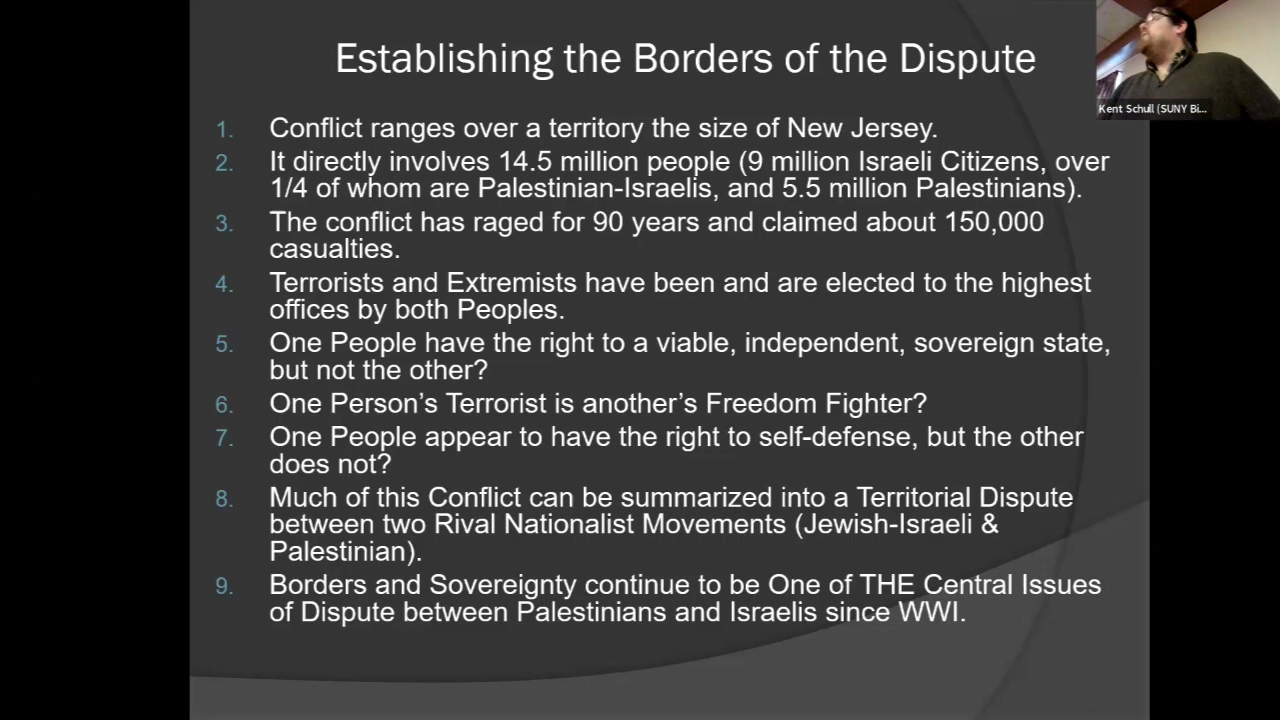 Establishing the Borders of the Dispute
Kent Schull (SUNY Bi...
1. Conflict ranges over a territory the size of New Jersey.
2. It directly involves 14.5 million people (9 million Israeli Citizens, over
1/4 of whom are Palestinian-Israelis, and 5.5 million Palestinians).
3. The conflict has raged for 90 years and claimed about 150,000
casualties.
4. Terrorists and Extremists have been and are elected to the highest
offices by both Peoples.
5. One People have the right to a viable, independent, sovereign state,
but not the other?
6. One Person’s Terrorist is another’s Freedom Fighter?
7. One People appear to have the right to self-defense, but the other
does not?
8. Much of this Conflict can be summarized into a Territorial Dispute
between two Rival Nationalist Movements (Jewish-Israeli &
Palestinian).
9. Borders and Sovereignty continue to be One of THE Central Issues
of Dispute between Palestinians and Israelis since WWI.